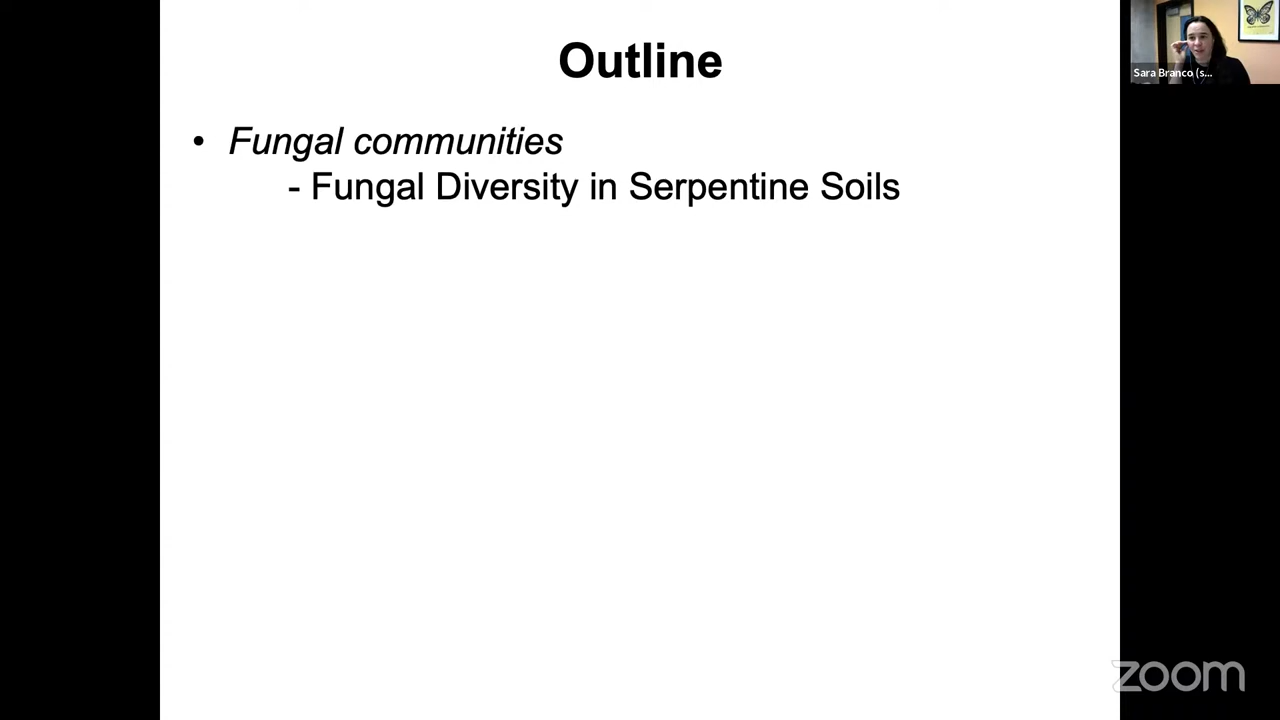 Outline
• Fungal communities
- Fungal Diversity in Serpentine Soils
Sara Branco (s...
zoom